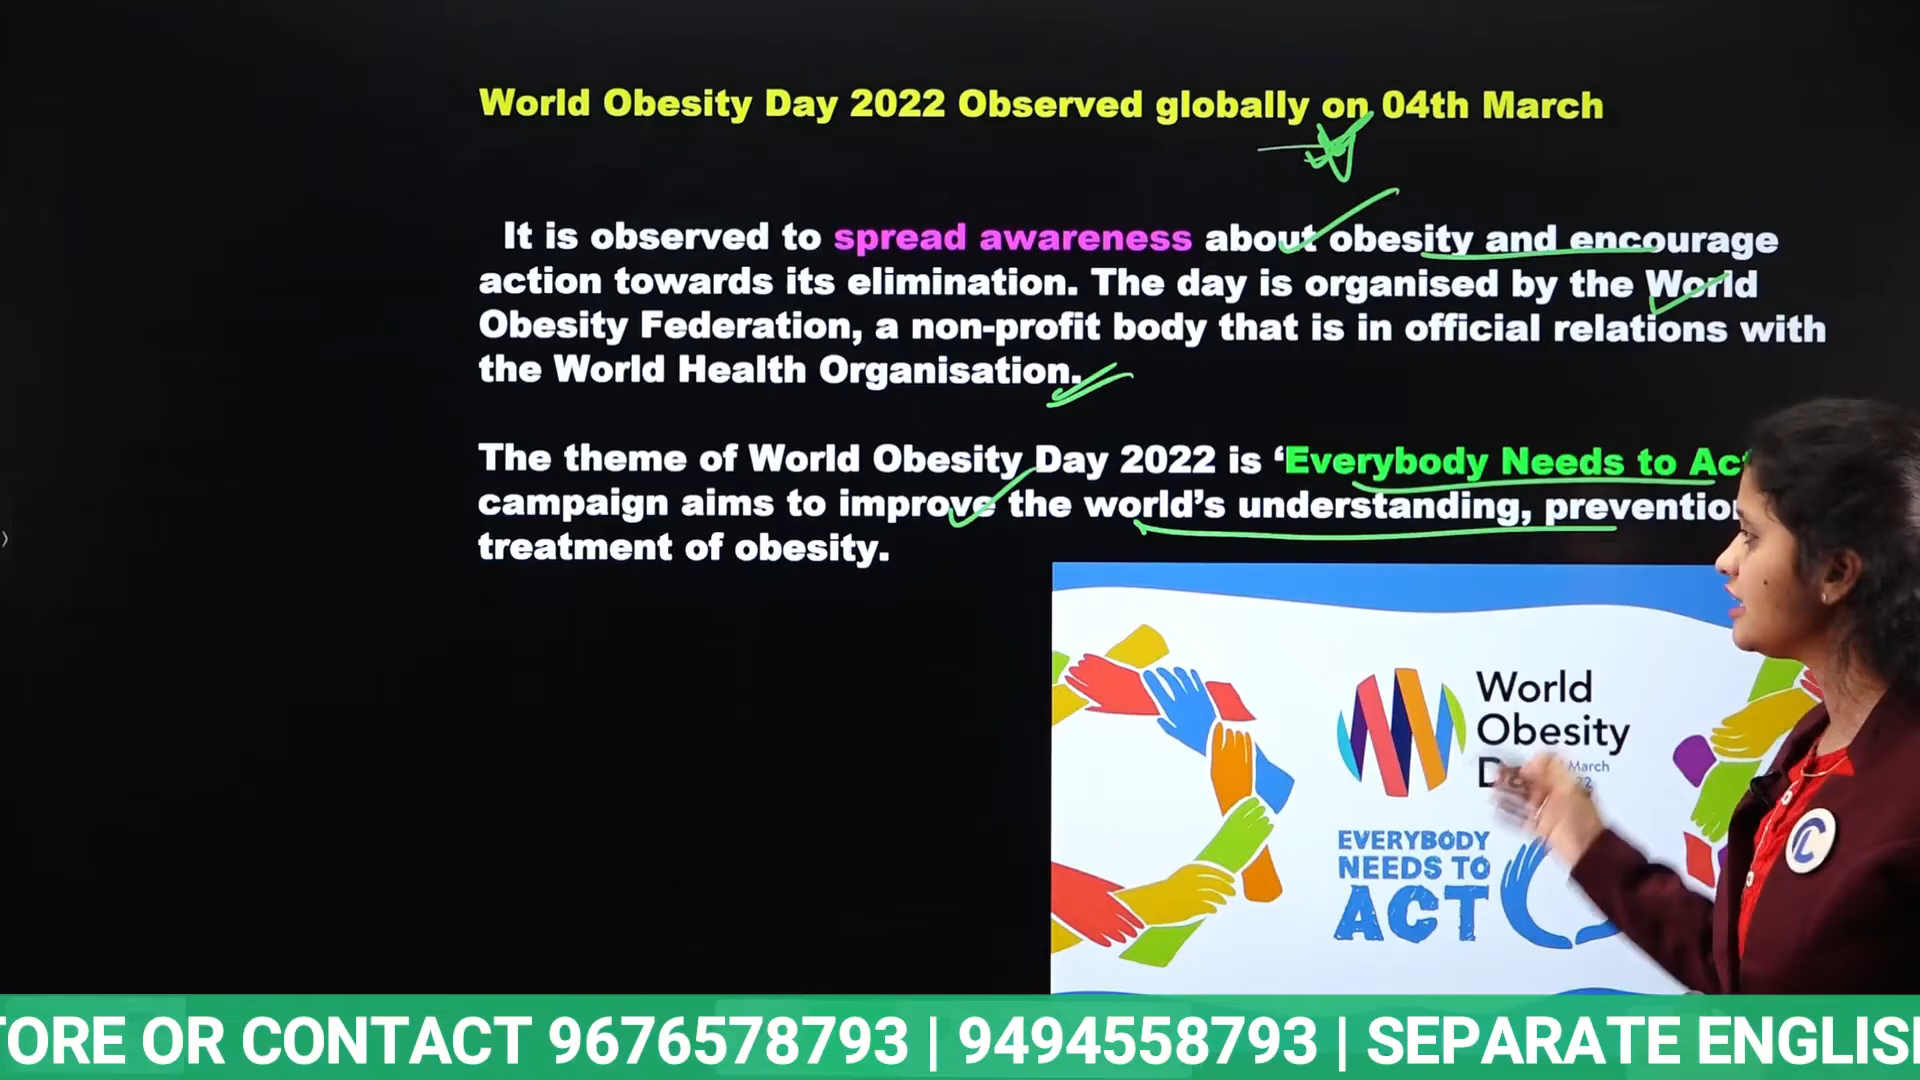 World Obesity Day 2022 Observed globally on 04th March
It is observed to spread awareness about obesity and encourage
action towards its elimination. The day is organised by the World
Obesity Federation, a non-profit body that is in official relations with
the World Health Organisation.
The theme of World Obesity Day 2022 is ‘Everybody Needs to Act
campaign aims to improve the world’s understanding, prevention
treatment of obesity.
World
Obesity
March
EVERYBODY
NEEDS TO
ACT
TORE OR CONTACT 9676578793 | 9494558793 | SEPARATE ENGLIS